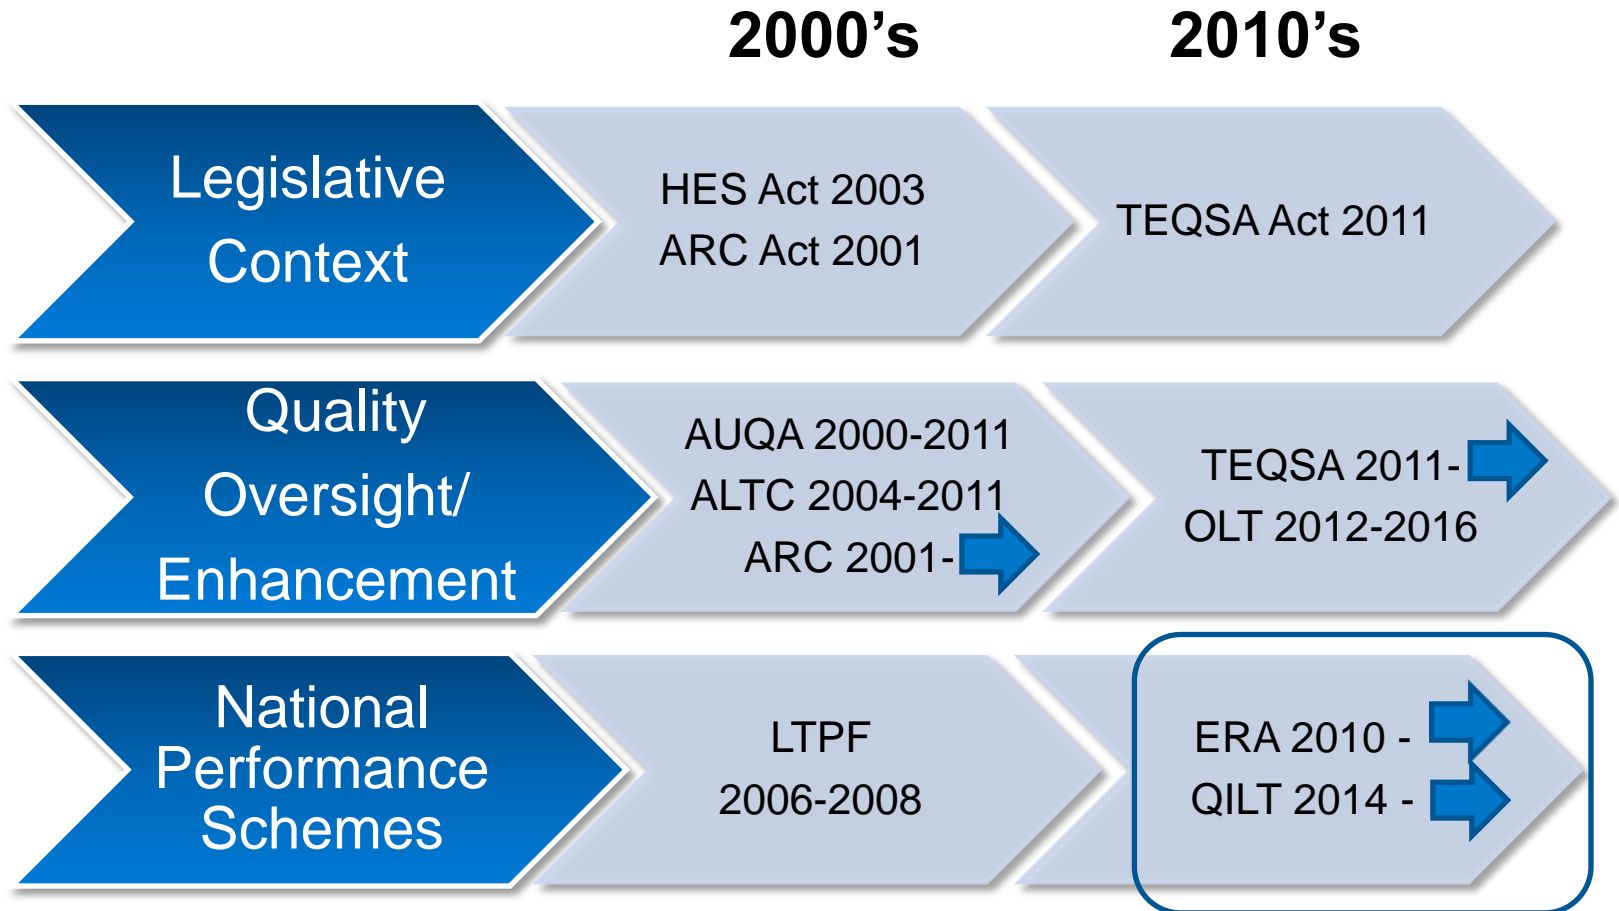 2000’s 2010’s
Legislative
Context
HES Act 2003
ARC Act 2001
TEQSA Act 2011
Quality
Oversight/
Enhancement
AUQA 2000-2011
ALTC 2004-2011
ARC 2001-
TEQSA 2011-
OLT 2012-2016
National
Performance
Schemes
LTPF
2006-2008
ERA 2010 -
QILT 2014 -